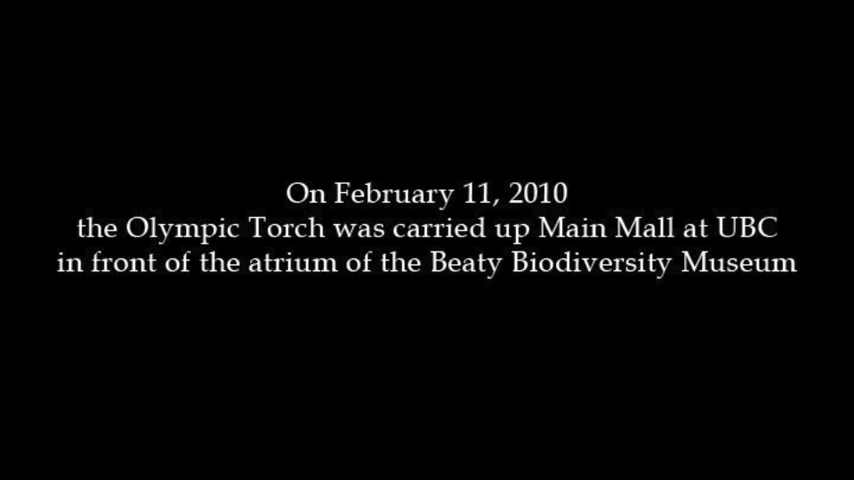 On February 11, 2010
the Olympic Torch was carried up Main Mall at UBC
in front of the atrium of the Beaty Biodiversity Museum